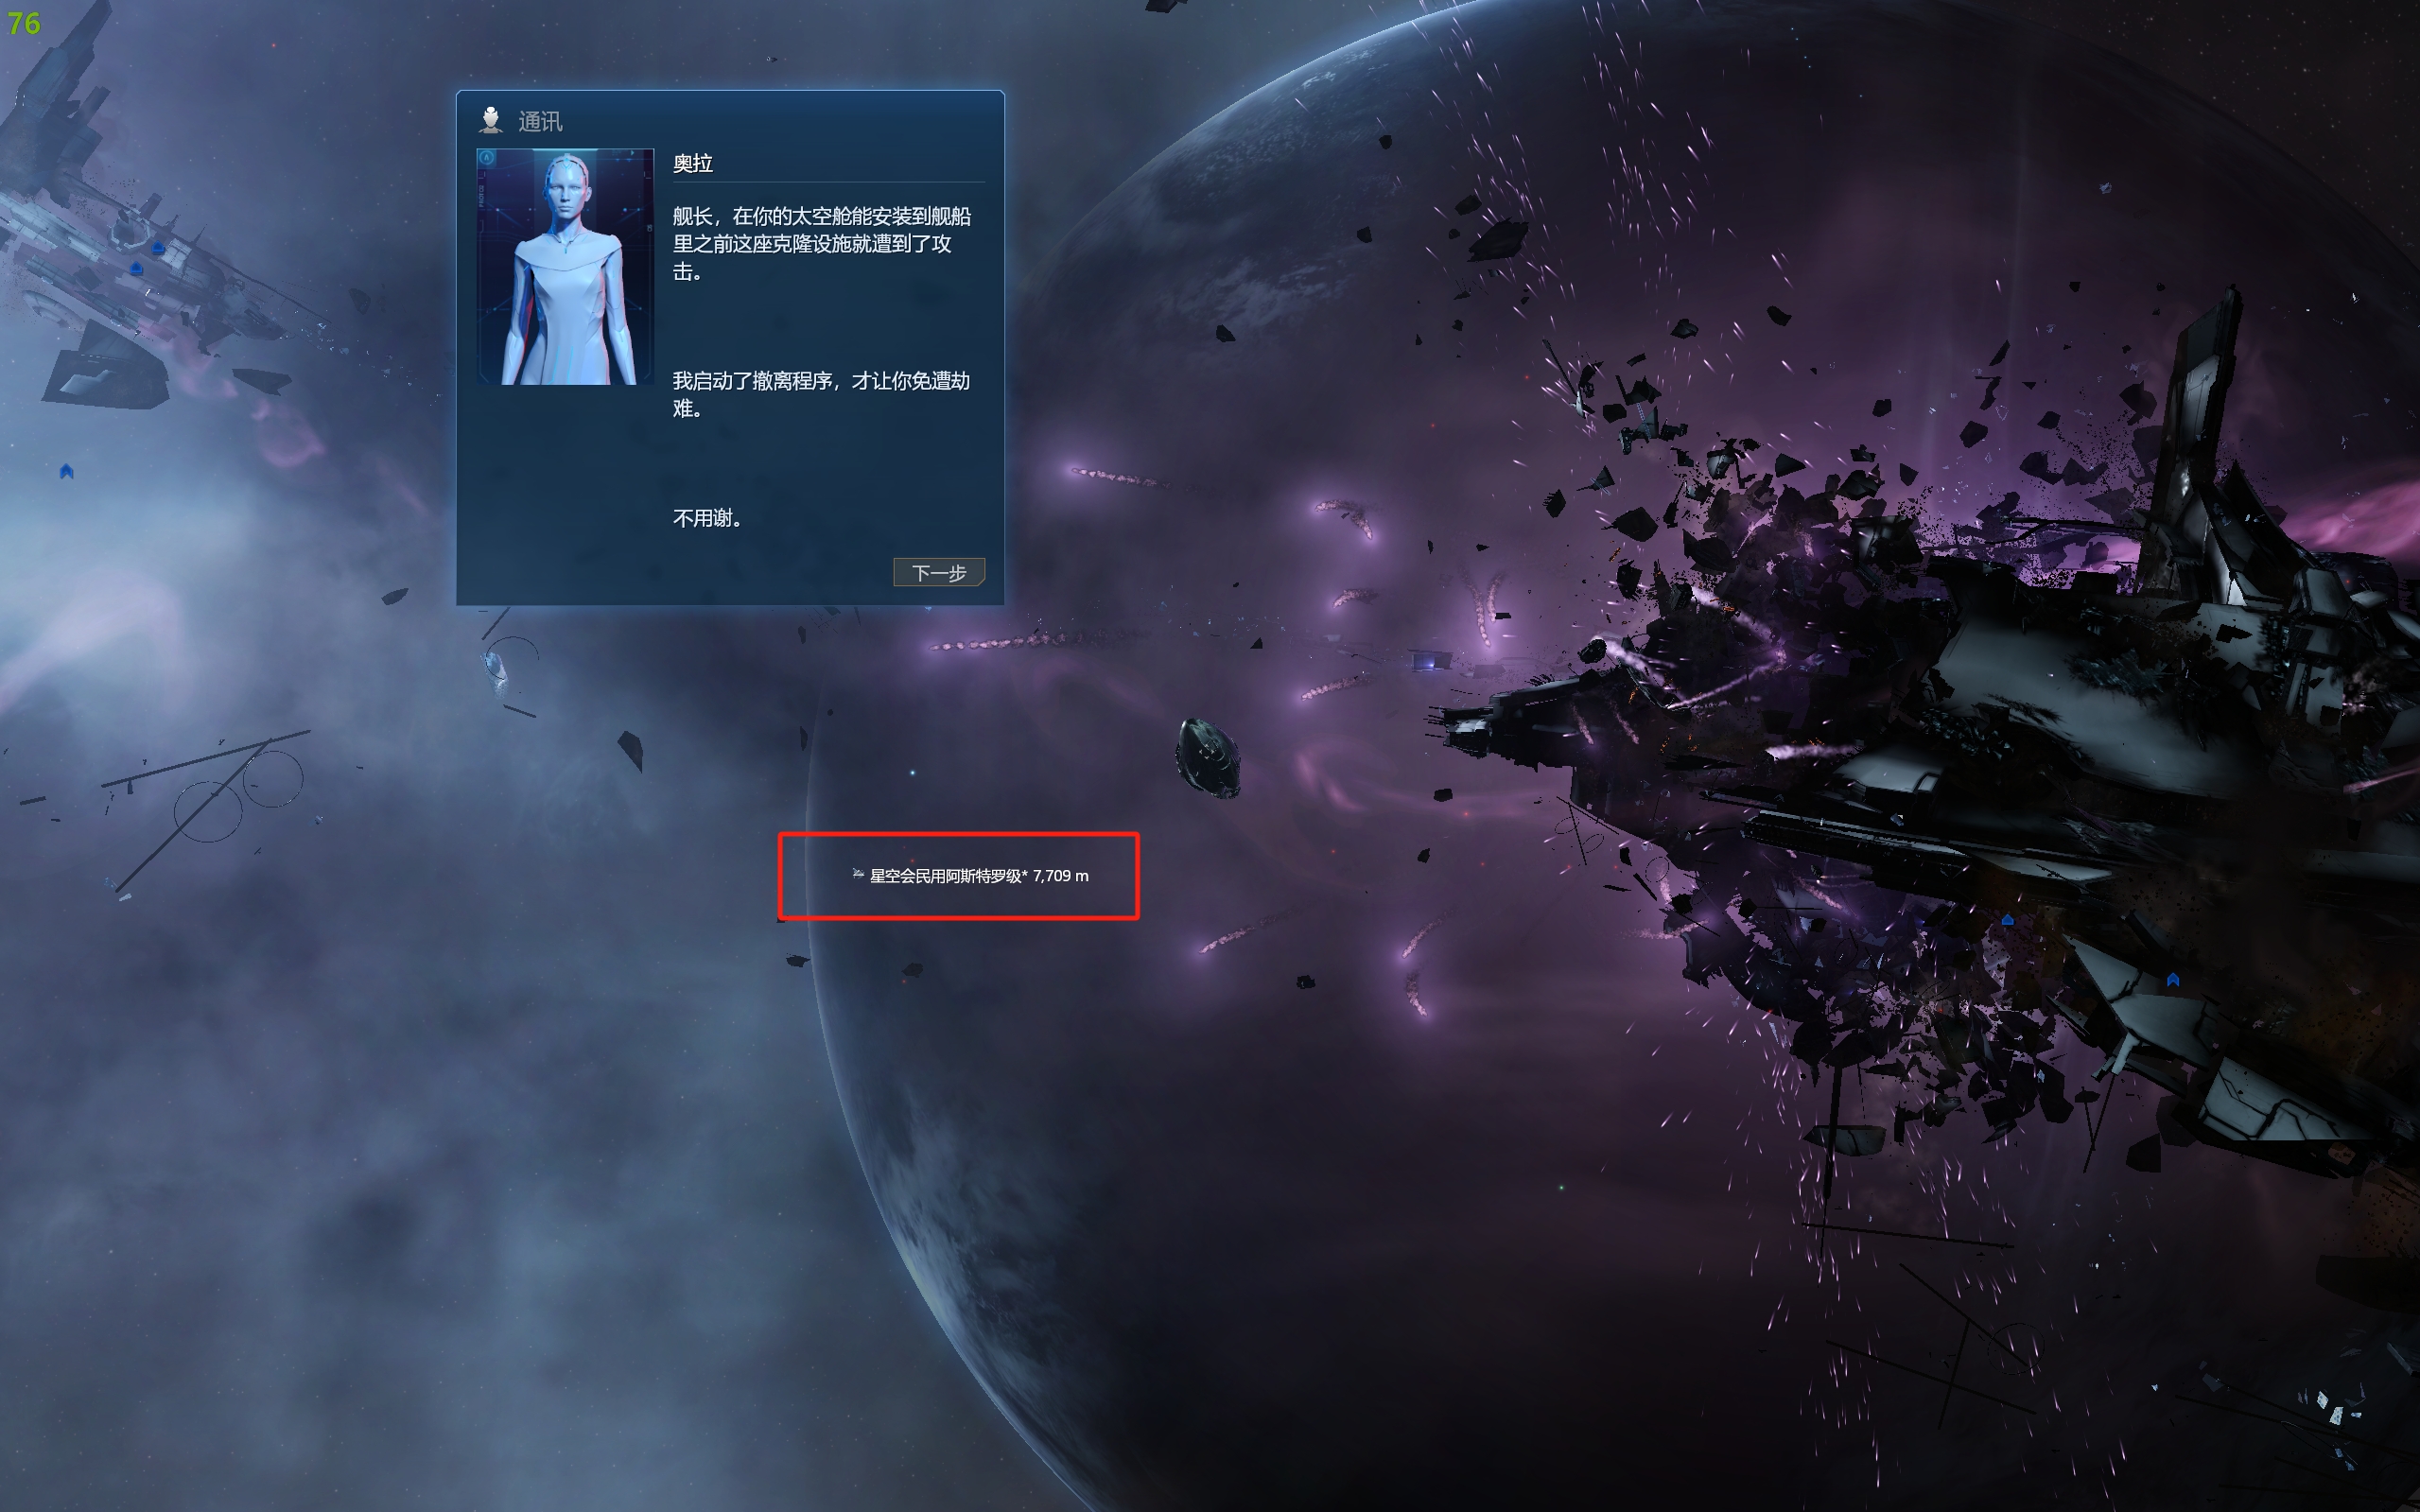 76
通讯
奥拉
舰长，在你的太空舱能安装到舰船
里之前这座克隆设施就遭到了攻
击。
我启动了撤离程序，才让你免遭劫
难。
不用谢。
下一步
星空会民用阿斯特罗级* 7,709 m